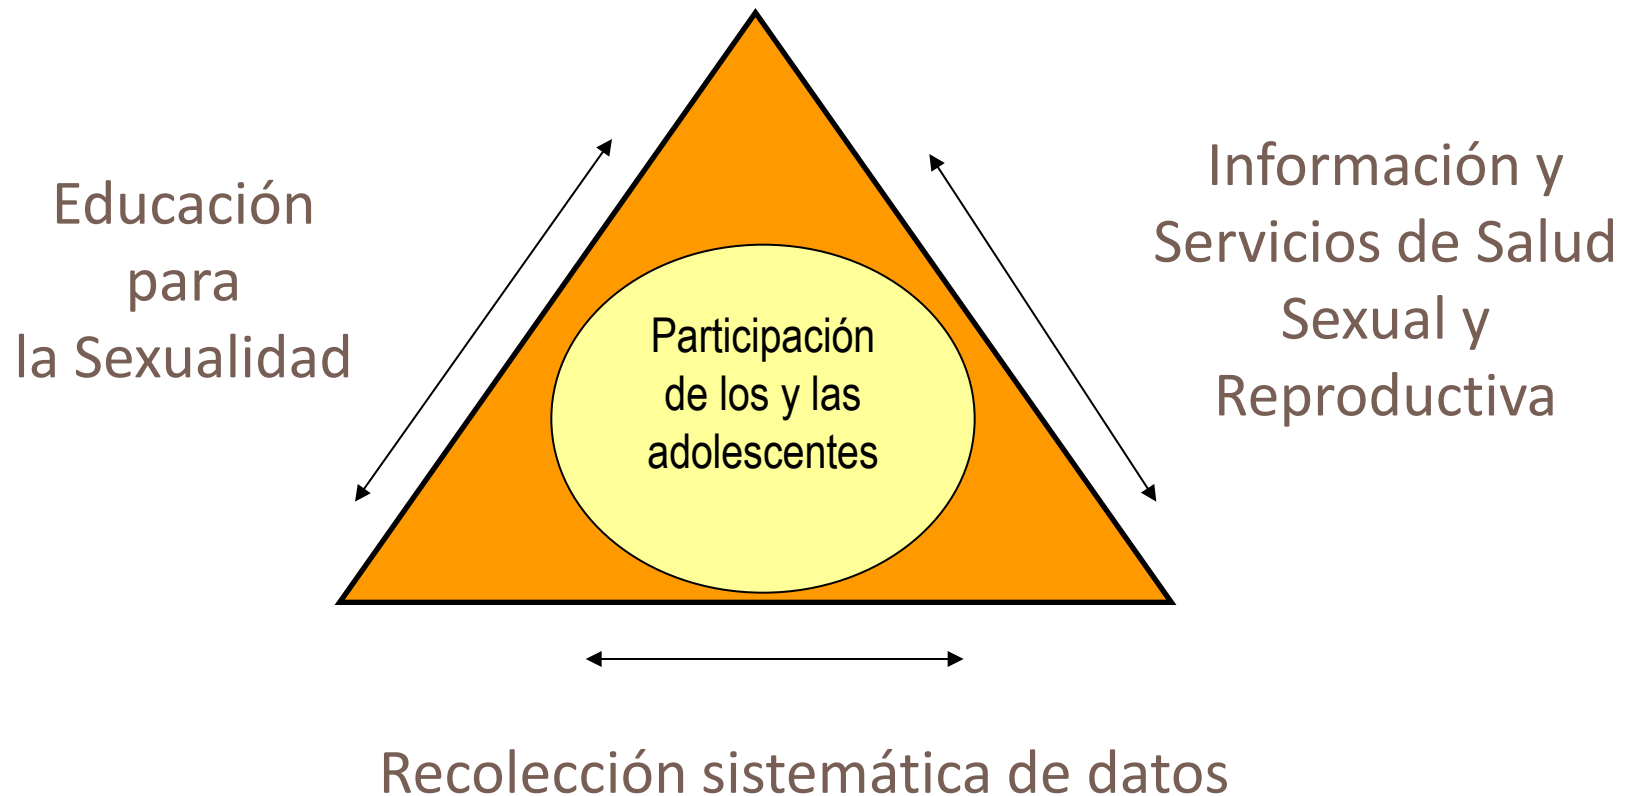 Educación
para
la Sexualidad
Información y
Servicios de Salud
Sexual y
Reproductiva
Participación
de los y las
adolescentes
Recolección sistemática de datos